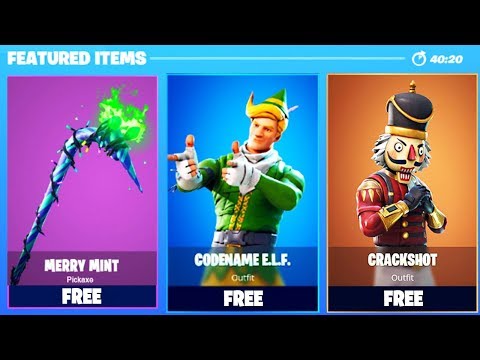 FEATURED ITEMS
40:20
MERRY MINT
Pickaxe
FREE
CODENAME E.L.F.
Outfit
FREE
CRACKSHOT
Outfit
FREE